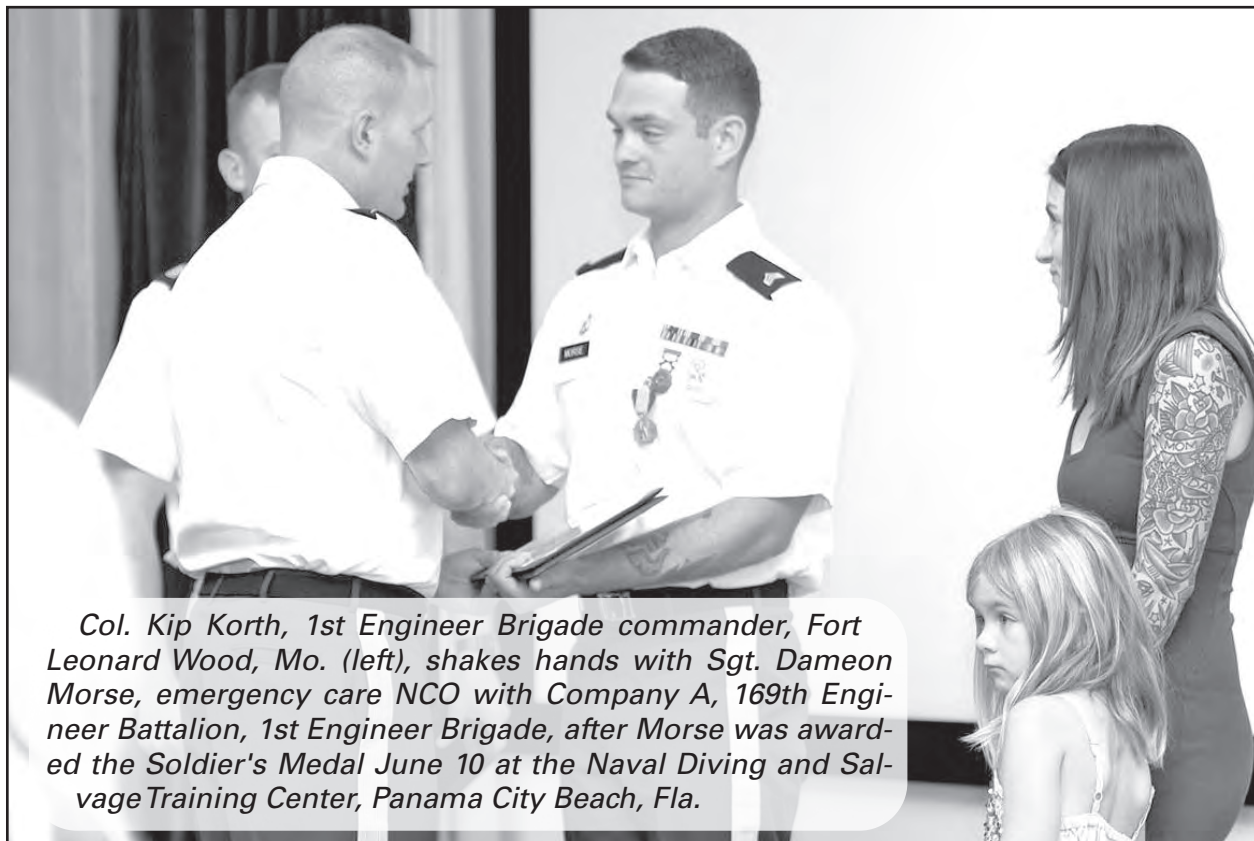 MORSE
MOM
Col. Kip Korth, 1st Engineer Brigade commander, Fort
Leonard Wood, Mo. (left), shakes hands with Sgt. Dameon
Morse, emergency care NCO with Company A, 169th Engi-
neer Battalion, 1st Engineer Brigade, after Morse was award-
ed the Soldier's Medal June 10 at the Naval Diving and Sal-
vage Training Center, Panama City Beach, Fla.